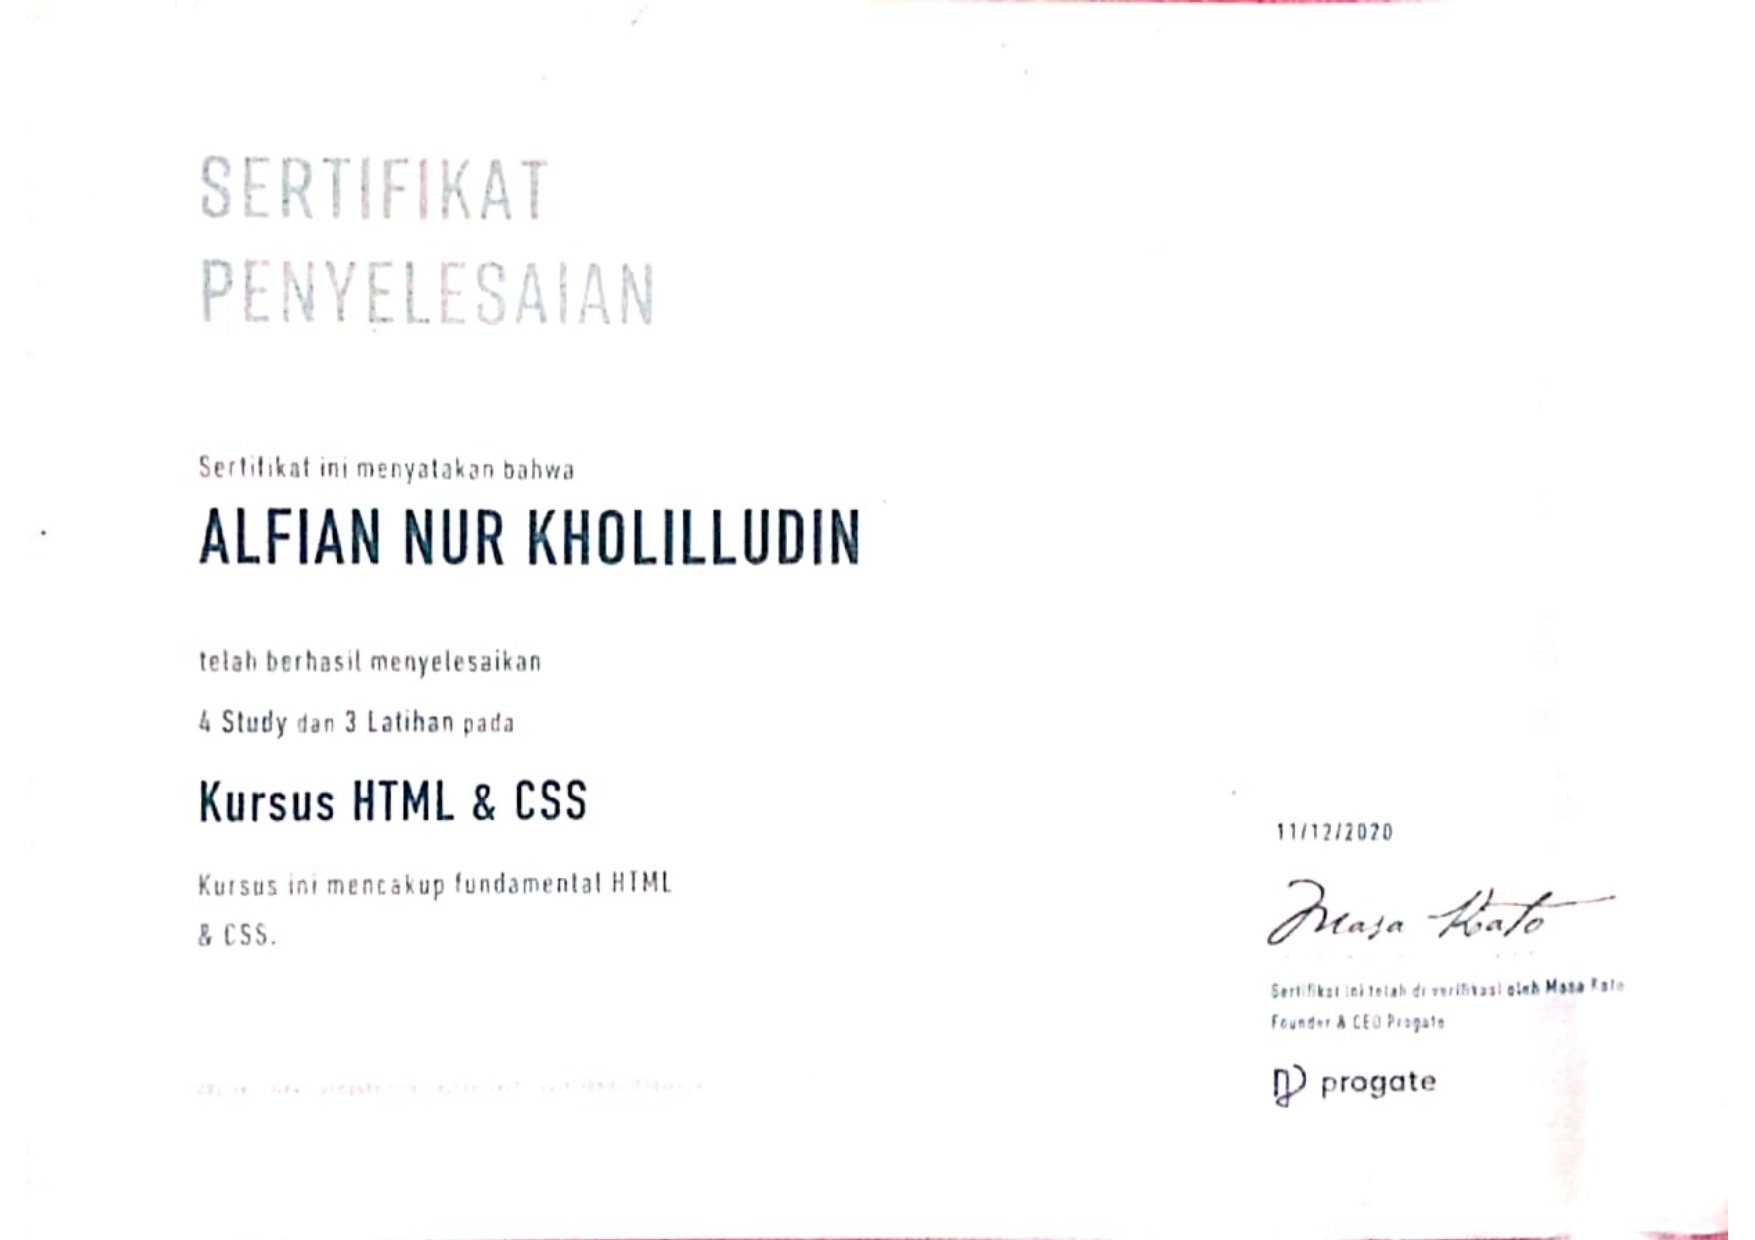 SERTIFIKAT
PENYELESAIAN
Sertifikat ini menyatakan bahwa
ALFIAN NUR KHOLILLUDIN
telah berhasil menyelesaikan
4 Study dan 3 Latihan pada
Kursus HTML & CSS
Kursus ini mencakup fundamental HTML
& CSS.
11/12/2020
Masa Kato
Sertifikat ini telah di verifikasi oleh Masa Kato
Founder & CEO Progate
progate